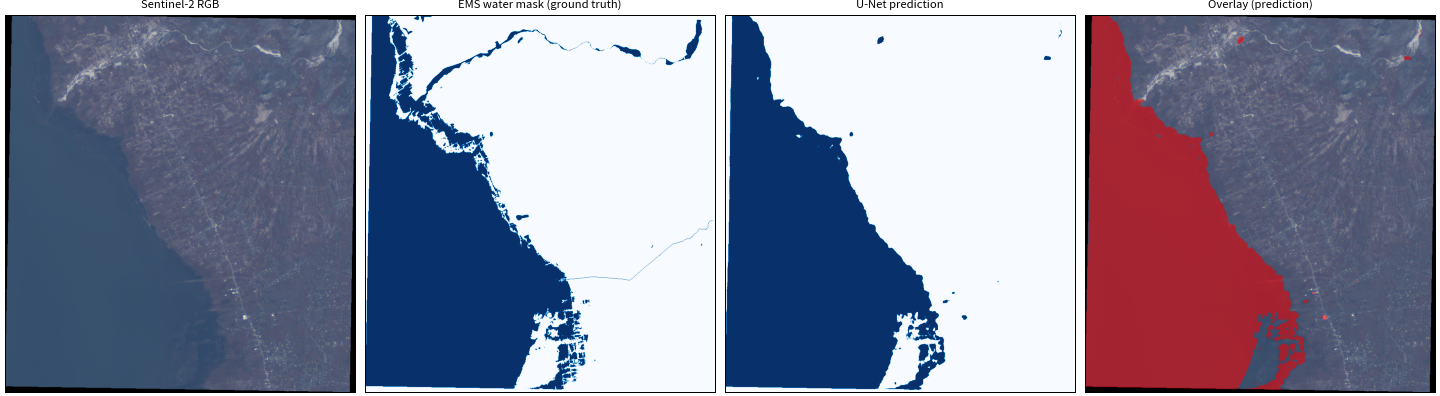 Sentinel-2 RGB
EMS water mask (ground truth)
U-Net prediction
Overlay (prediction)